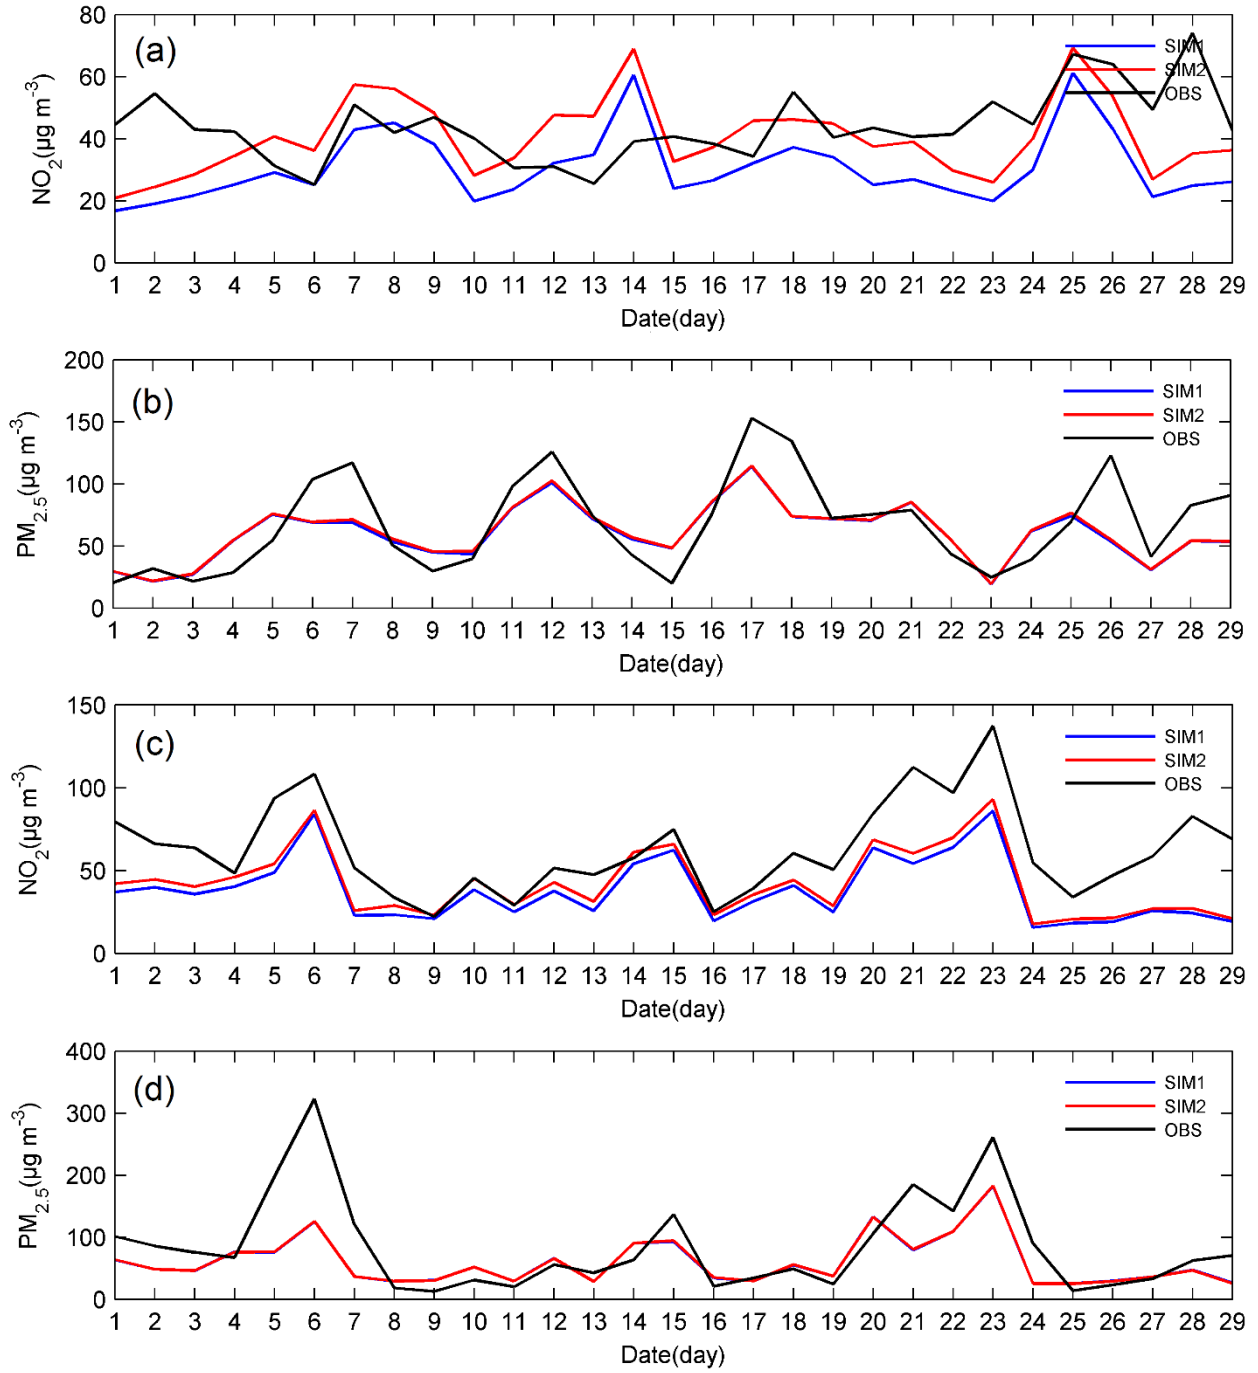 (a)
NO2(μg m-3)
80
60
40
20
0
SIM1
SIM2
OBS
1 2 3 4 5 6 7 8 9 10 11 12 13 14 15 16 17 18 19 20 21 22 23 24 25 26 27 28 29
Date(day)
(b)
PM2.5(μg m-3)
200
150
100
50
0
SIM1
SIM2
OBS
1 2 3 4 5 6 7 8 9 10 11 12 13 14 15 16 17 18 19 20 21 22 23 24 25 26 27 28 29
Date(day)
(c)
NO2(μg m-3)
150
100
50
0
SIM1
SIM2
OBS
1 2 3 4 5 6 7 8 9 10 11 12 13 14 15 16 17 18 19 20 21 22 23 24 25 26 27 28 29
Date(day)
(d)
PM2.5(μg m-3)
400
300
200
100
0
SIM1
SIM2
OBS
1 2 3 4 5 6 7 8 9 10 11 12 13 14 15 16 17 18 19 20 21 22 23 24 25 26 27 28 29
Date(day)